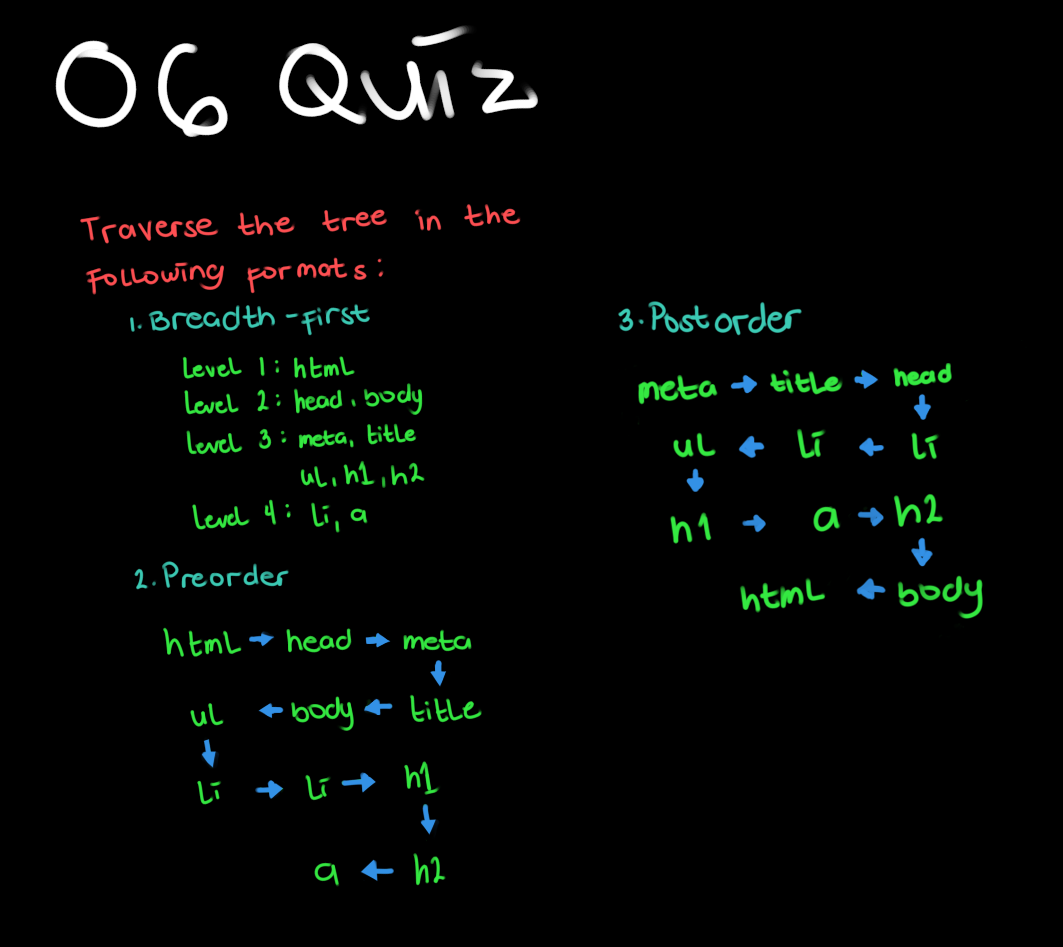 06 Quiz
Traverse the tree in the
following formats:
1. Breadth-first
Level 1: html
Level 2: head, body
Level 3: meta, title
ul, h1, h2
Level 4: li, a
2. Preorder
html → head → meta
↓
ul ← body ← title
↓
li → li → h1
↓
a ← h2
3. Postorder
meta → title → head
↓
ul ← li ← li
↓
h1 → a → h2
↓
html ← body